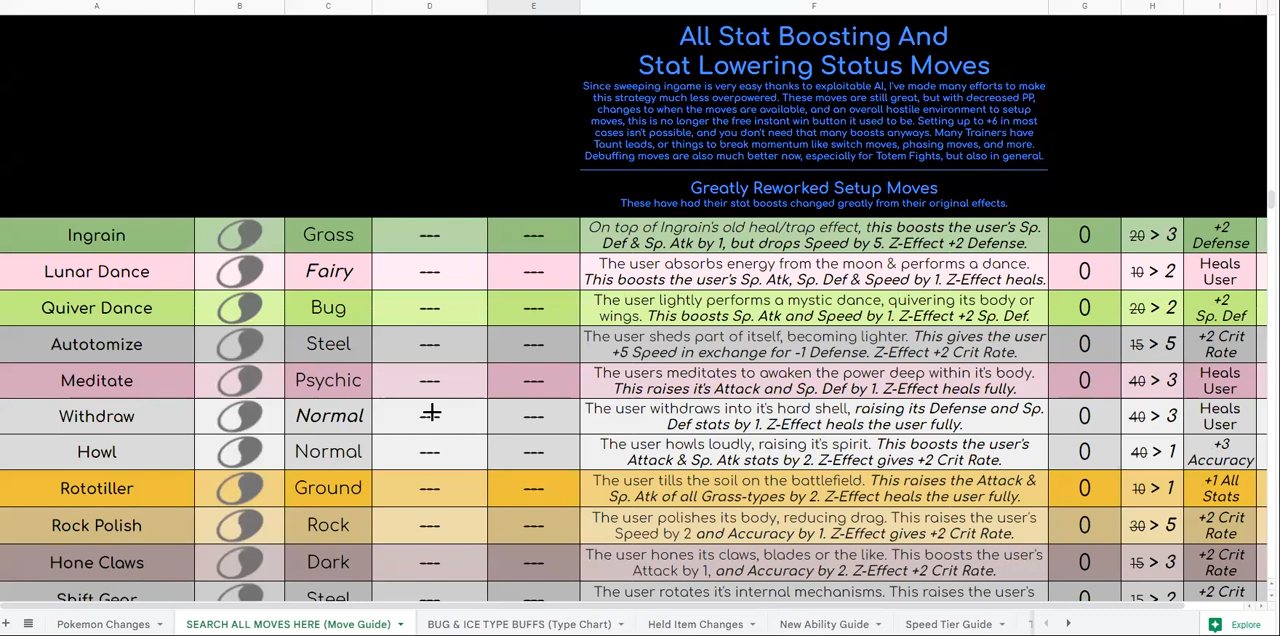 A B C D E F G H I
All Stat Boosting And
Stat Lowering Status Moves
Since sweeping ingame is very easy thanks to exploitable AI, I've made many efforts to make
this strategy much less overpowered. These moves are still great, but with decreased PP,
changes to when the moves are available, and an overall hostile environment to setup
moves, this is no longer the free instant win button it used to be. Setting up to +6 in most
cases isn't possible, and you don't need that many boosts anyways. Many Trainers have
Taunt leads, or things to break momentum like switch moves, phasing moves, and more.
Debuffing moves are also much better now, especially for Totem Fights, but also in general.
Greatly Reworked Setup Moves
These have had their stat boosts changed greatly from their original effects.
Ingrain Grass --- --- On top of Ingrain's old heal/trap effect, this boosts the user's Sp. 0 20 > 3 +2
Def & Sp. Atk by 1, but drops Speed by 5. Z-Effect +2 Defense. Defense
Lunar Dance Fairy --- --- The user absorbs energy from the moon & performs a dance. 0 10 > 2 Heals
This boosts the user's Sp. Atk, Sp. Def & Speed by 1. Z-Effect heals. User
Quiver Dance Bug --- --- The user lightly performs a mystic dance, quivering its body or 0 20 > 2 +2
wings. This boosts Sp. Atk and Speed by 1. Z-Effect +2 Sp. Def. Sp. Def
Autotomize Steel --- --- The user sheds part of itself, becoming lighter. This gives the user 0 15 > 5 +2 Crit
+5 Speed in exchange for -1 Defense. Z-Effect +2 Crit Rate. Rate
Meditate Psychic --- --- The users meditates to awaken the power deep within it's body. 0 40 > 3 Heals
This raises it's Attack and Sp. Def by 1. Z-Effect heals fully. User
Withdraw Normal --- --- The user withdraws into it's hard shell, raising its Defense and Sp. 0 40 > 3 Heals
Def stats by 1. Z-Effect heals the user fully. User
Howl Normal --- --- The user howls loudly, raising it's spirit. This boosts the user's 0 40 > 1 +3
Attack & Sp. Atk stats by 2. Z-Effect gives +2 Crit Rate. Accuracy
Rototiller Ground --- --- The user tills the soil on the battlefield. This raises the Attack & 0 10 > 1 +1 All
Sp. Atk of all Grass-types by 2. Z-Effect heals the user fully. Stats
Rock Polish Rock --- --- The user polishes its body, reducing drag. This raises the user's 0 30 > 5 +2 Crit
Speed by 2 and Accuracy by 1. Z-Effect gives +2 Crit Rate. Rate
Hone Claws Dark --- --- The user hones its claws, blades or the like. This boosts the user's 0 15 > 3 +2 Crit
Attack by 1, and Accuracy by 2. Z-Effect +2 Crit Rate. Rate
Shift Gear Steel The user rotates it's internal mechanisms. This raises the user's 15 > 2 +2 Crit
Pokemon Changes SEARCH ALL MOVES HERE (Move Guide) BUG & ICE TYPE BUFFS (Type Chart) Held Item Changes New Ability Guide Speed Tier Guide Explore